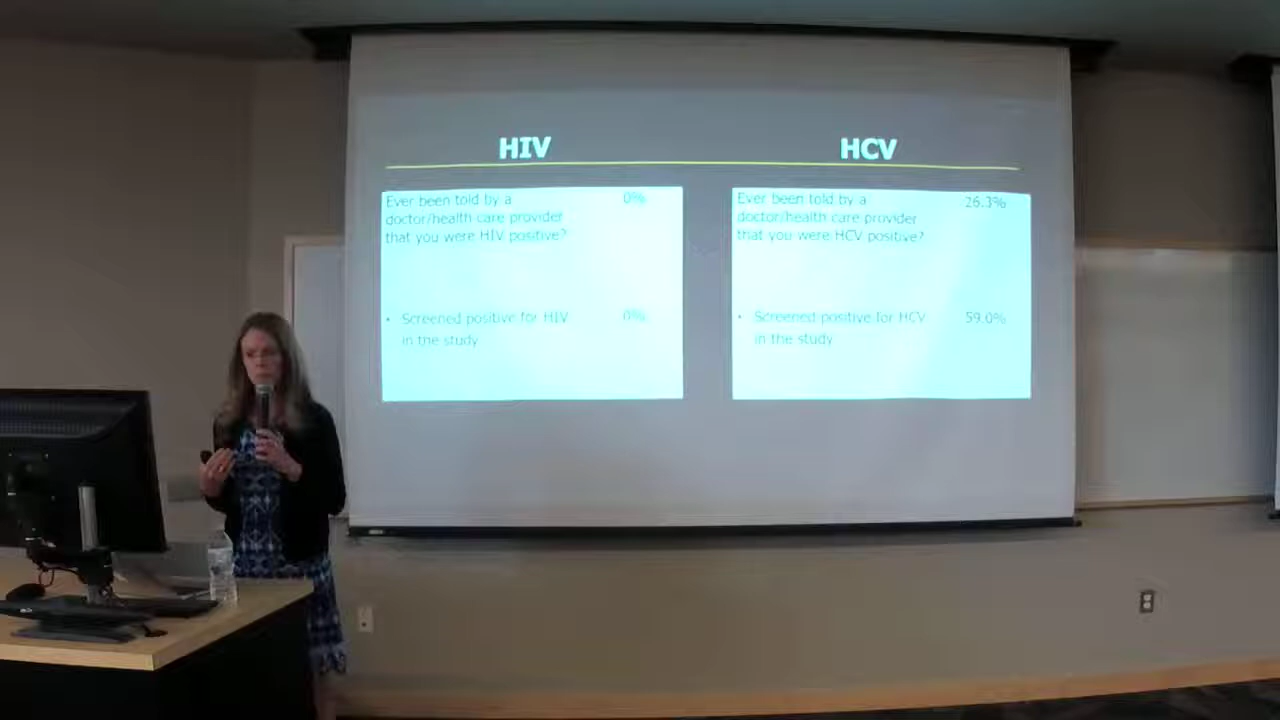 HIV
Ever been told by a 0%
doctor/health care provider
that you were HIV positive?
• Screened positive for HIV 0%
in the study
HCV
Ever been told by a 26.3%
doctor/health care provider
that you were HCV positive?
• Screened positive for HCV 59.0%
in the study